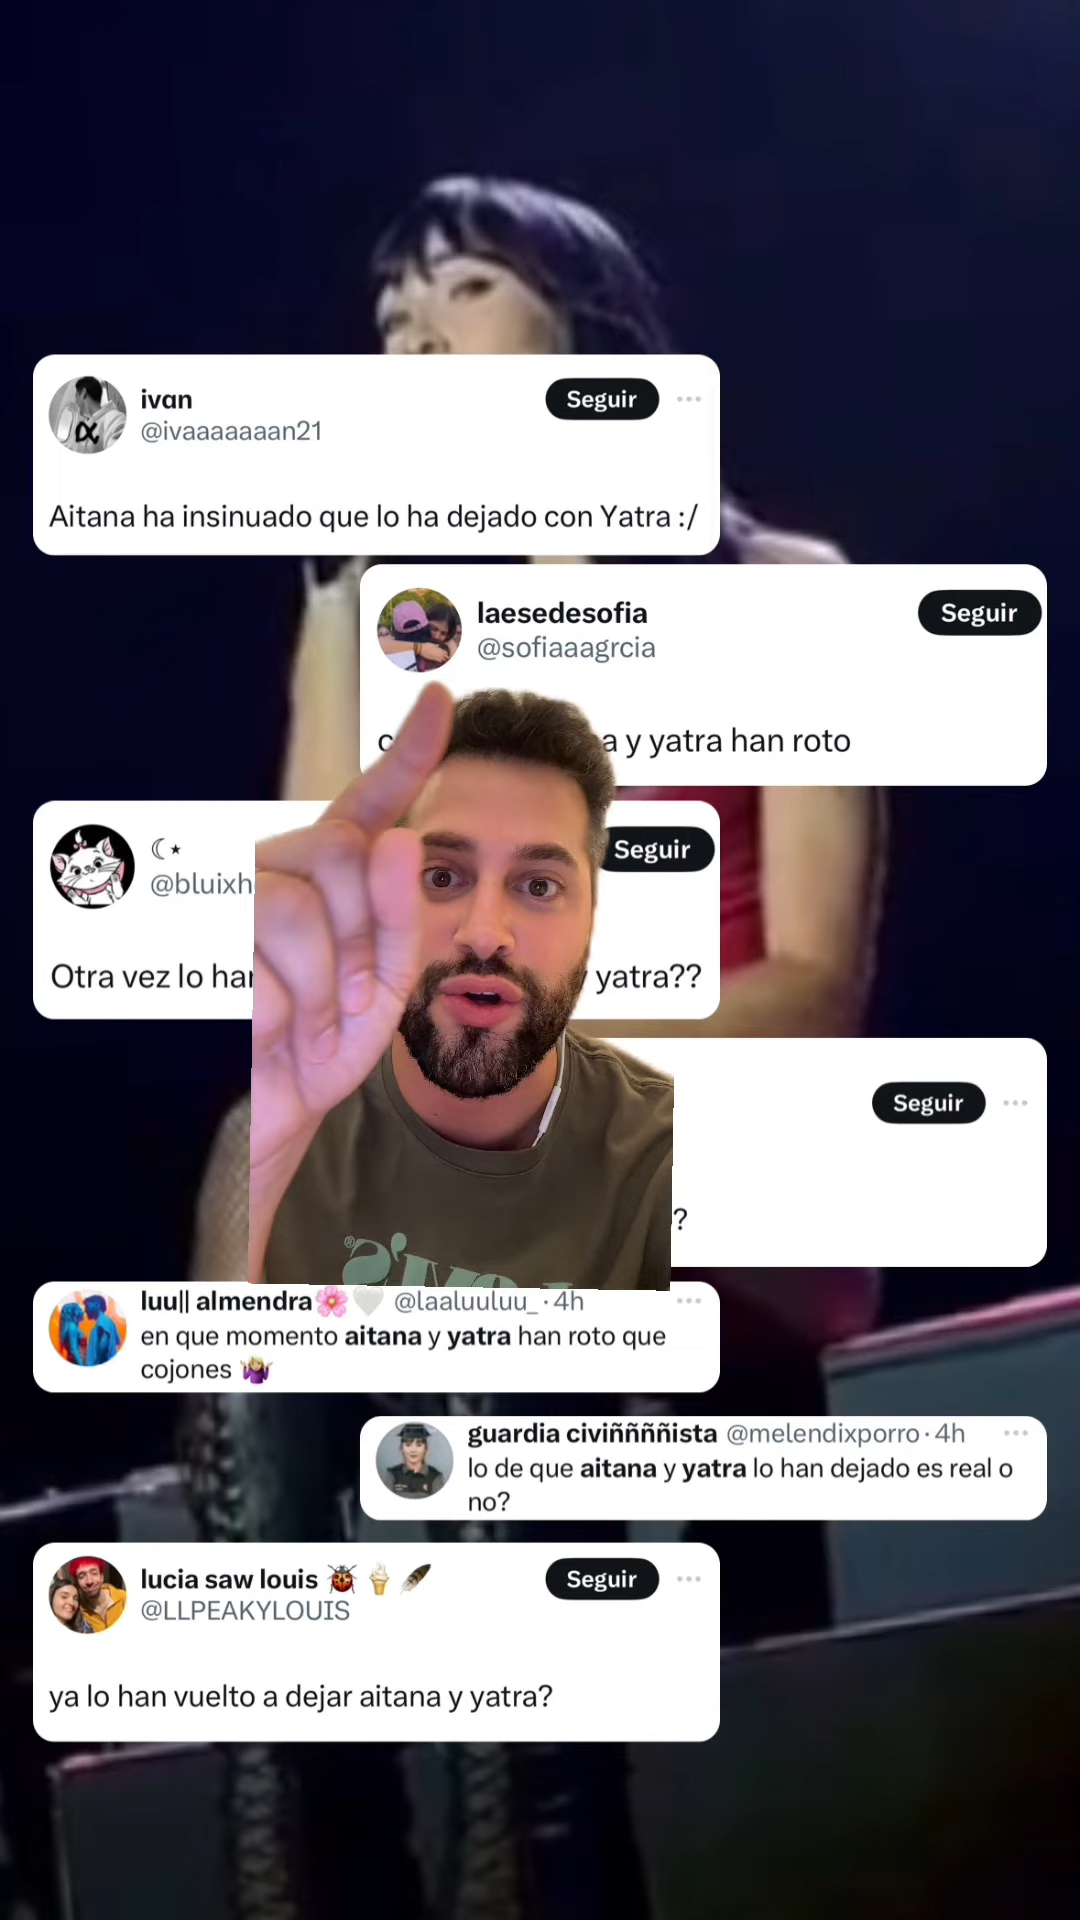 ivan
@ivaaaaaaan21
Seguir
Aitana ha insinuado que lo ha dejado con Yatra :/
laesedesofia
@sofiaaagrcia
Seguir
y yatra han roto
☾⋆
Seguir
Otra vez lo
yatra??
Seguir
?
luu|| almendra🌸🤍 @laaluuluu_ · 4h
en que momento aitana y yatra han roto que
cojones 🤷🏼‍♀️
guardia civiññññista @melendixporro · 4h
lo de que aitana y yatra lo han dejado es real o
no?
lucia saw louis 🐞🍦🪶
@LLPEAKYLOUIS
Seguir
ya lo han vuelto a dejar aitana y yatra?